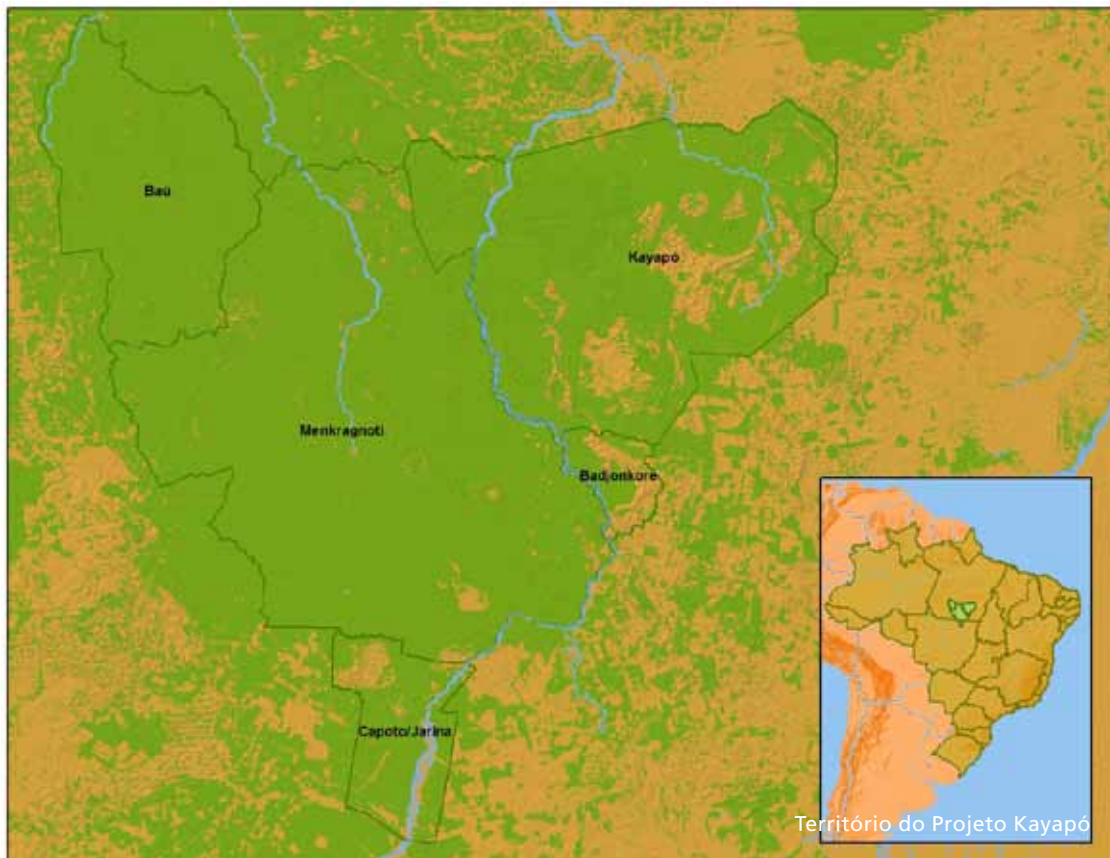 Baú
Kayapó
Menkragnoti
Badjonkore
Capoto/Jarina
Território do Projeto Kayapó